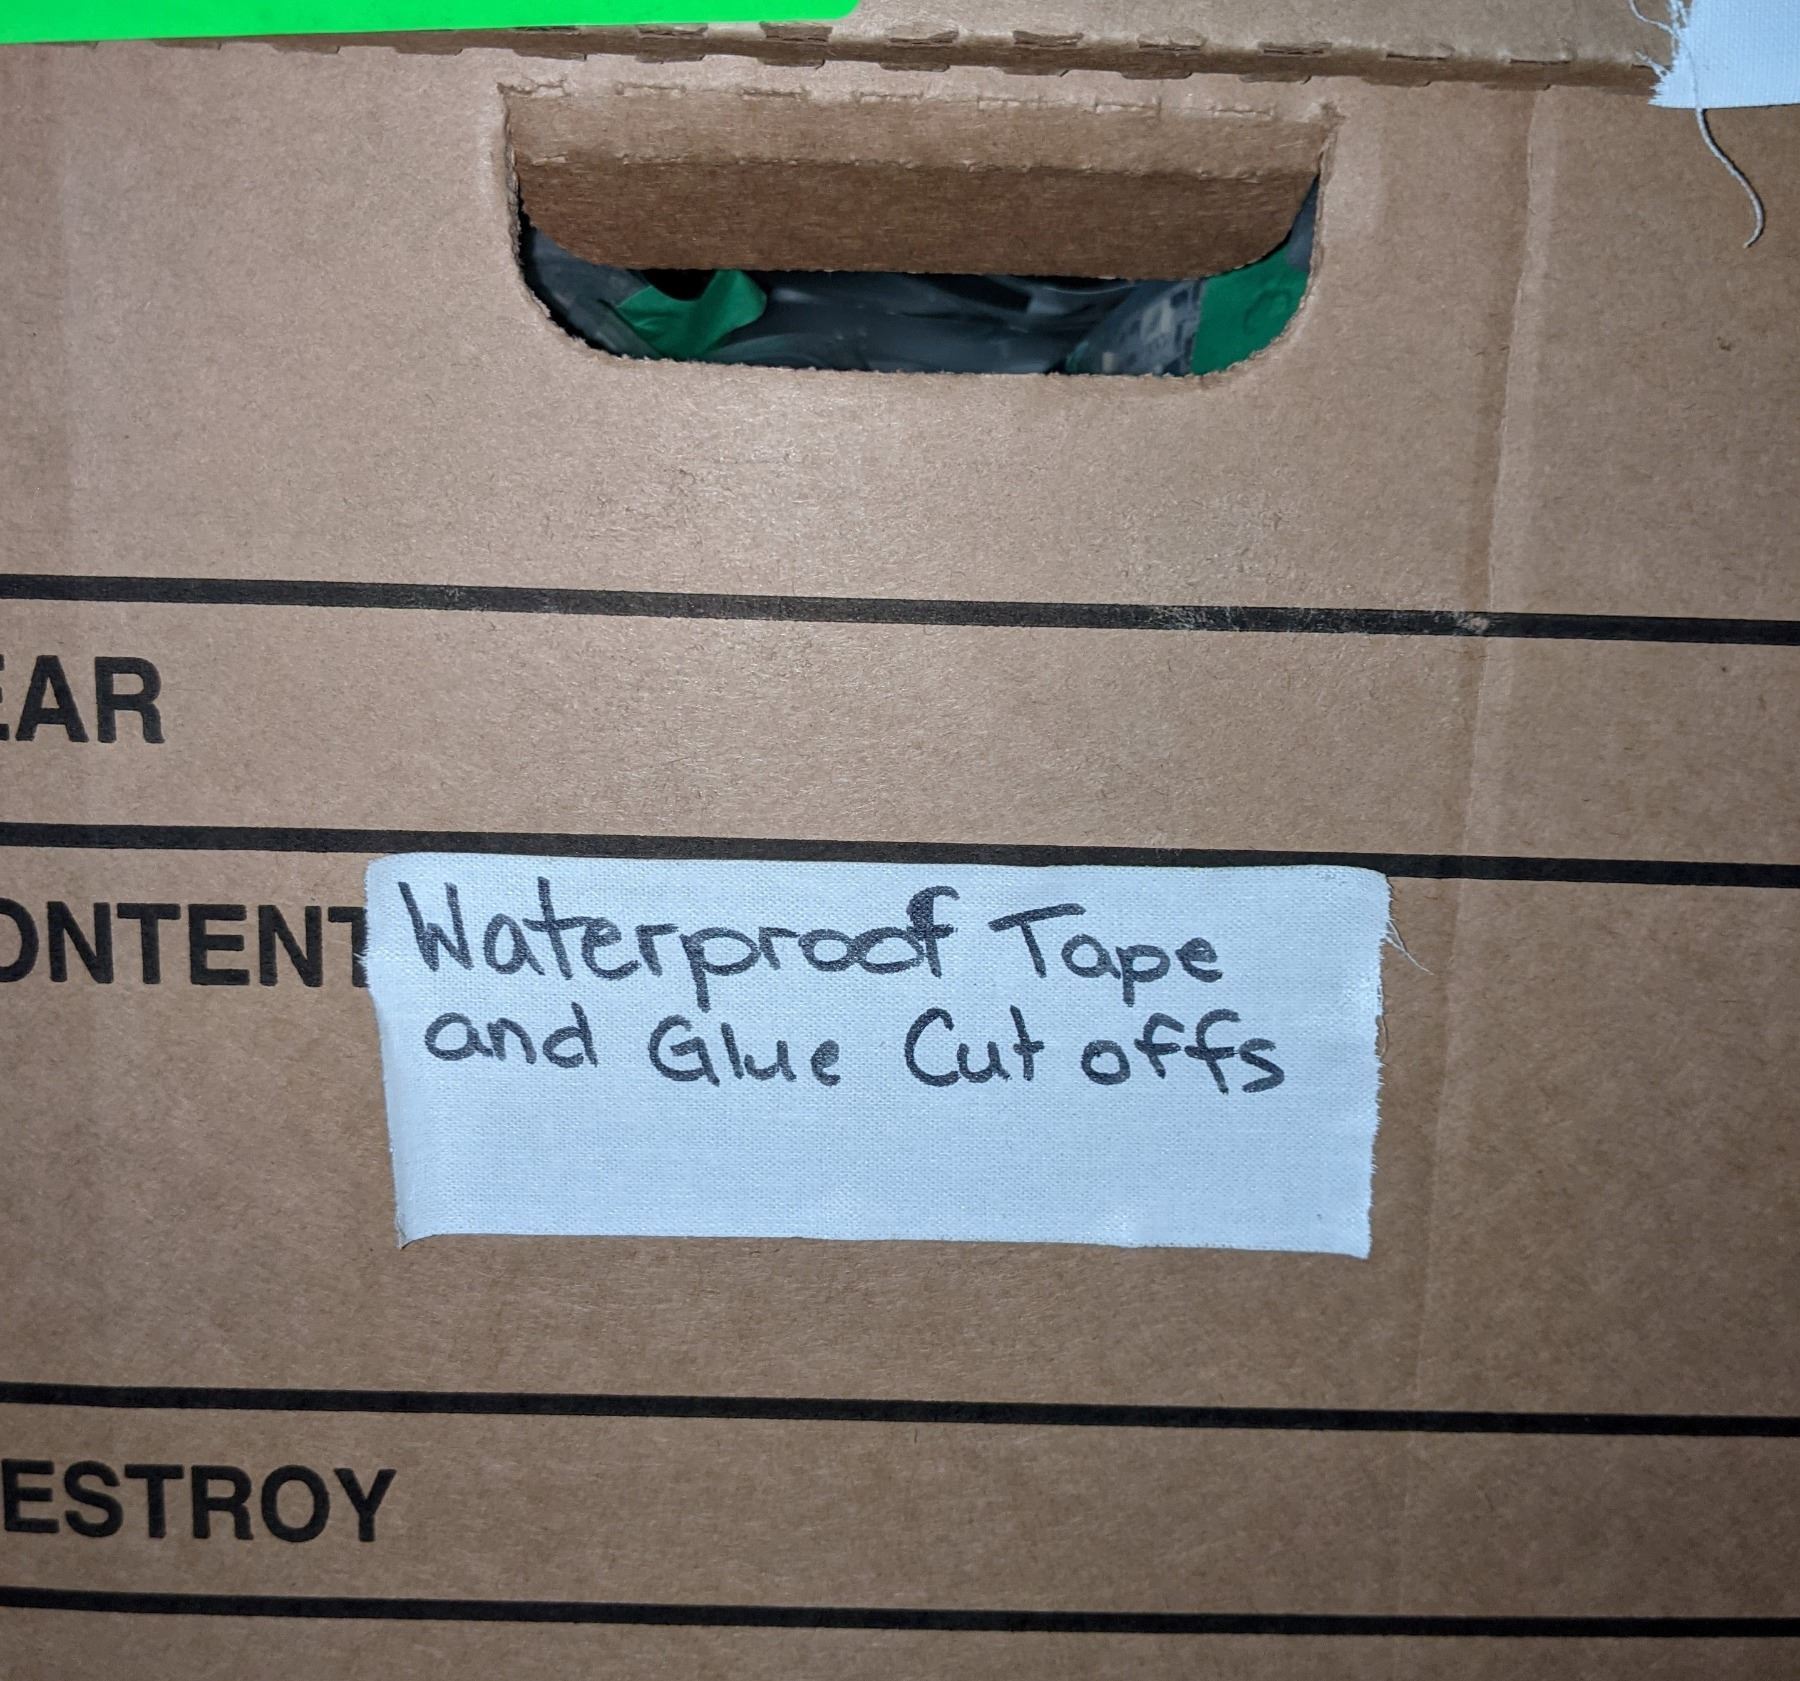 EAR
ONTENT
Waterproof Tape
and Glue Cut offs
ESTROY